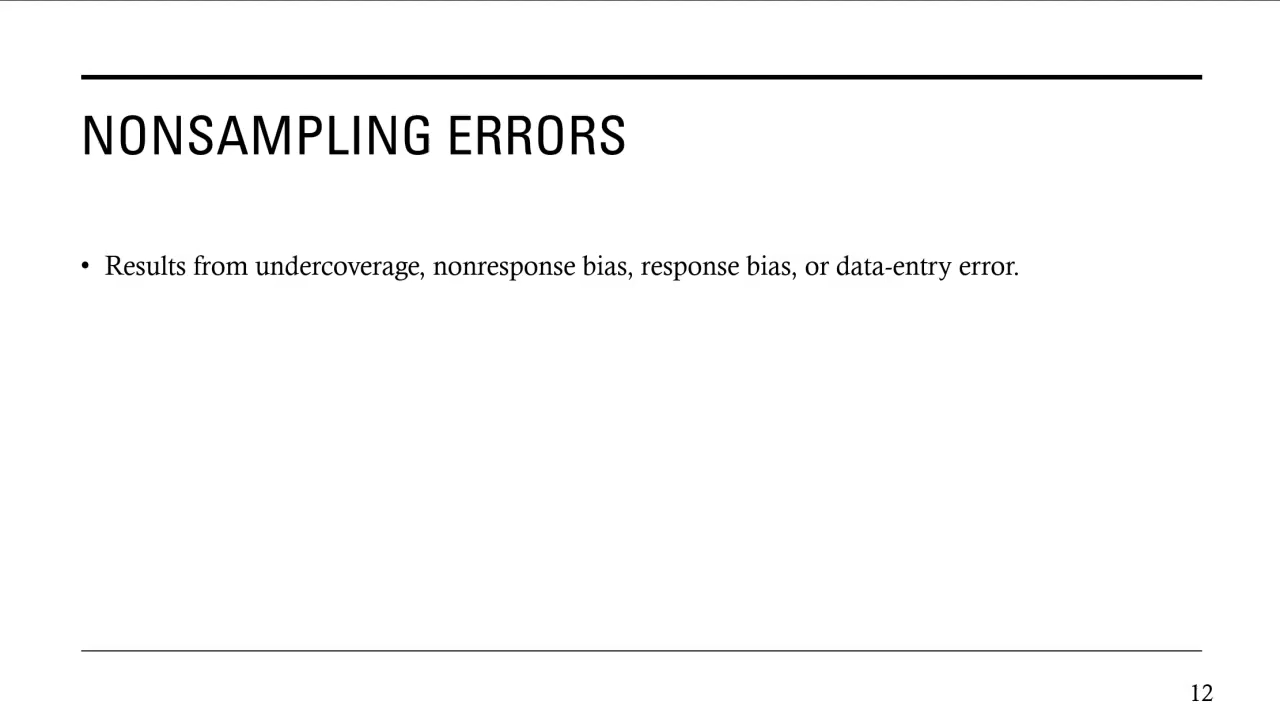 NONSAMPLING ERRORS
• Results from undercoverage, nonresponse bias, response bias, or data-entry error.
12